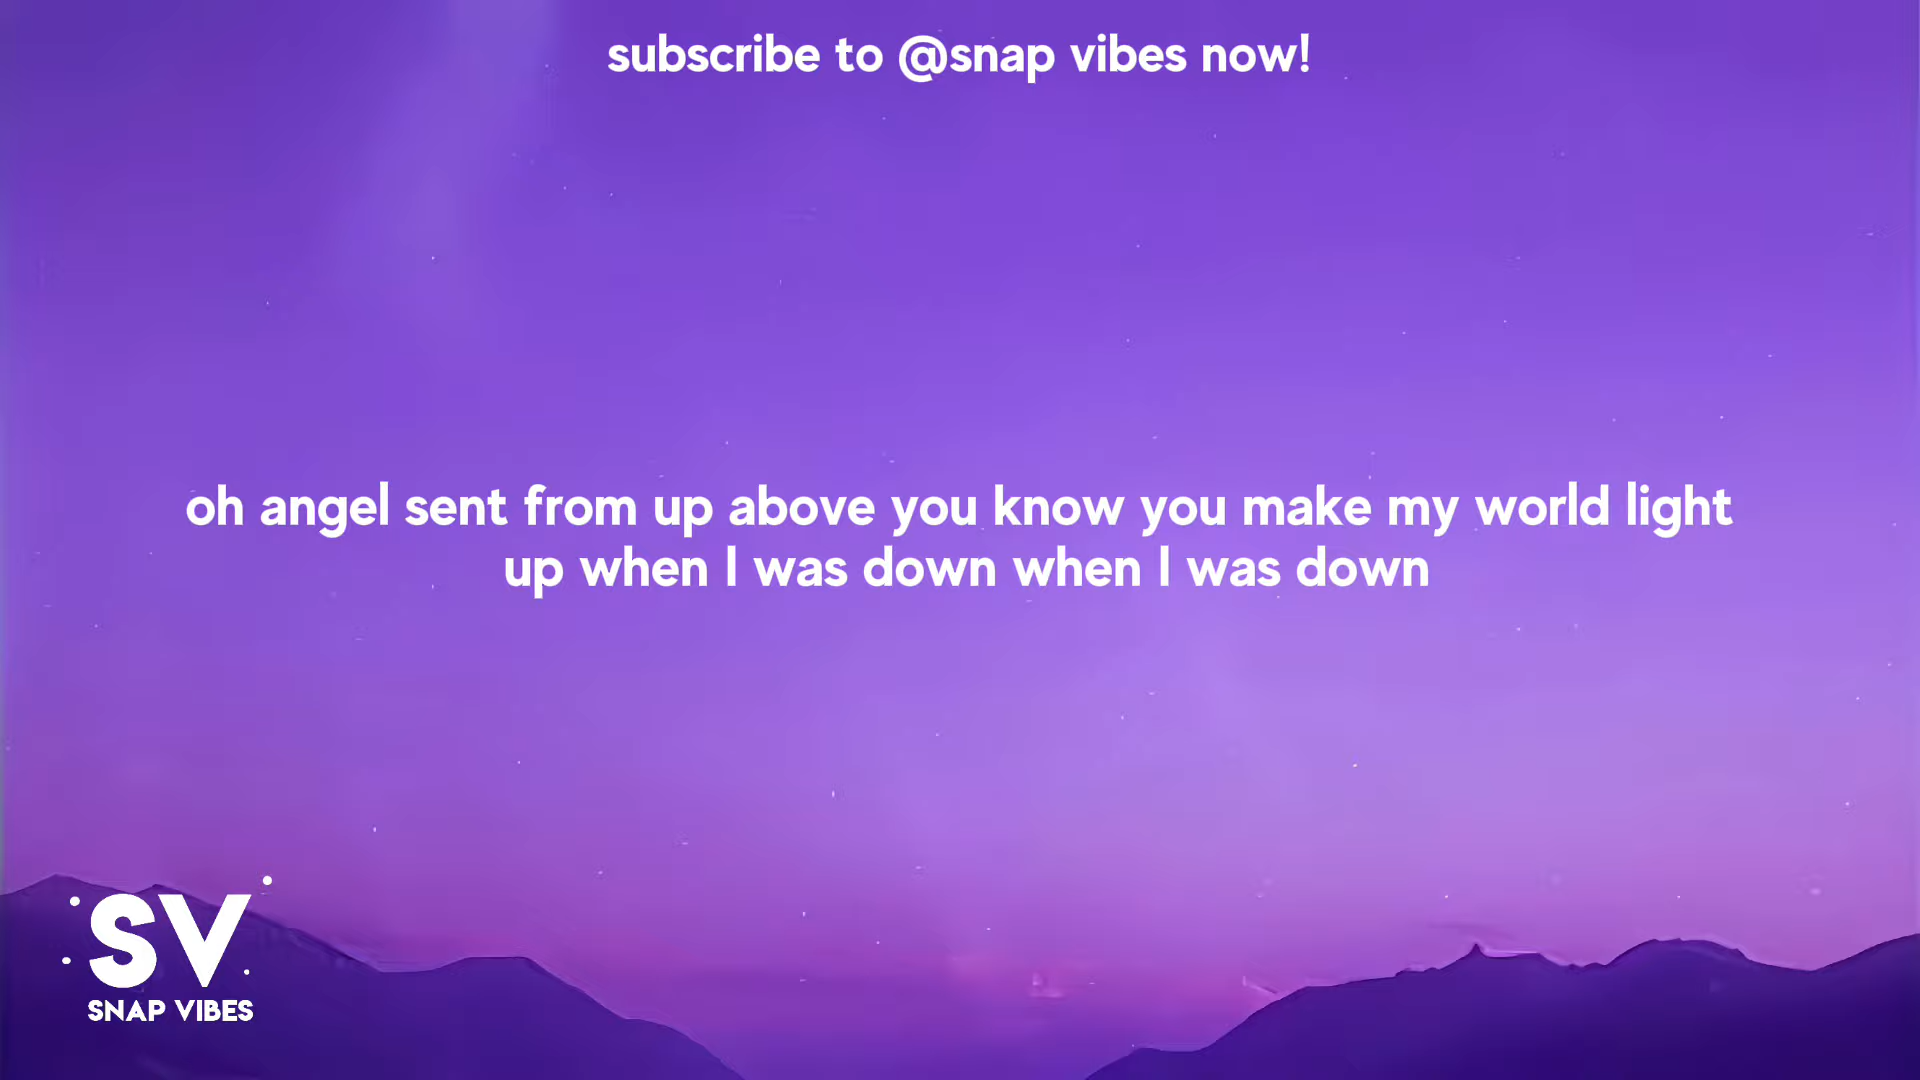 subscribe to @snap vibes now!
oh angel sent from up above you know you make my world light
up when I was down when I was down
SV
SNAP VIBES